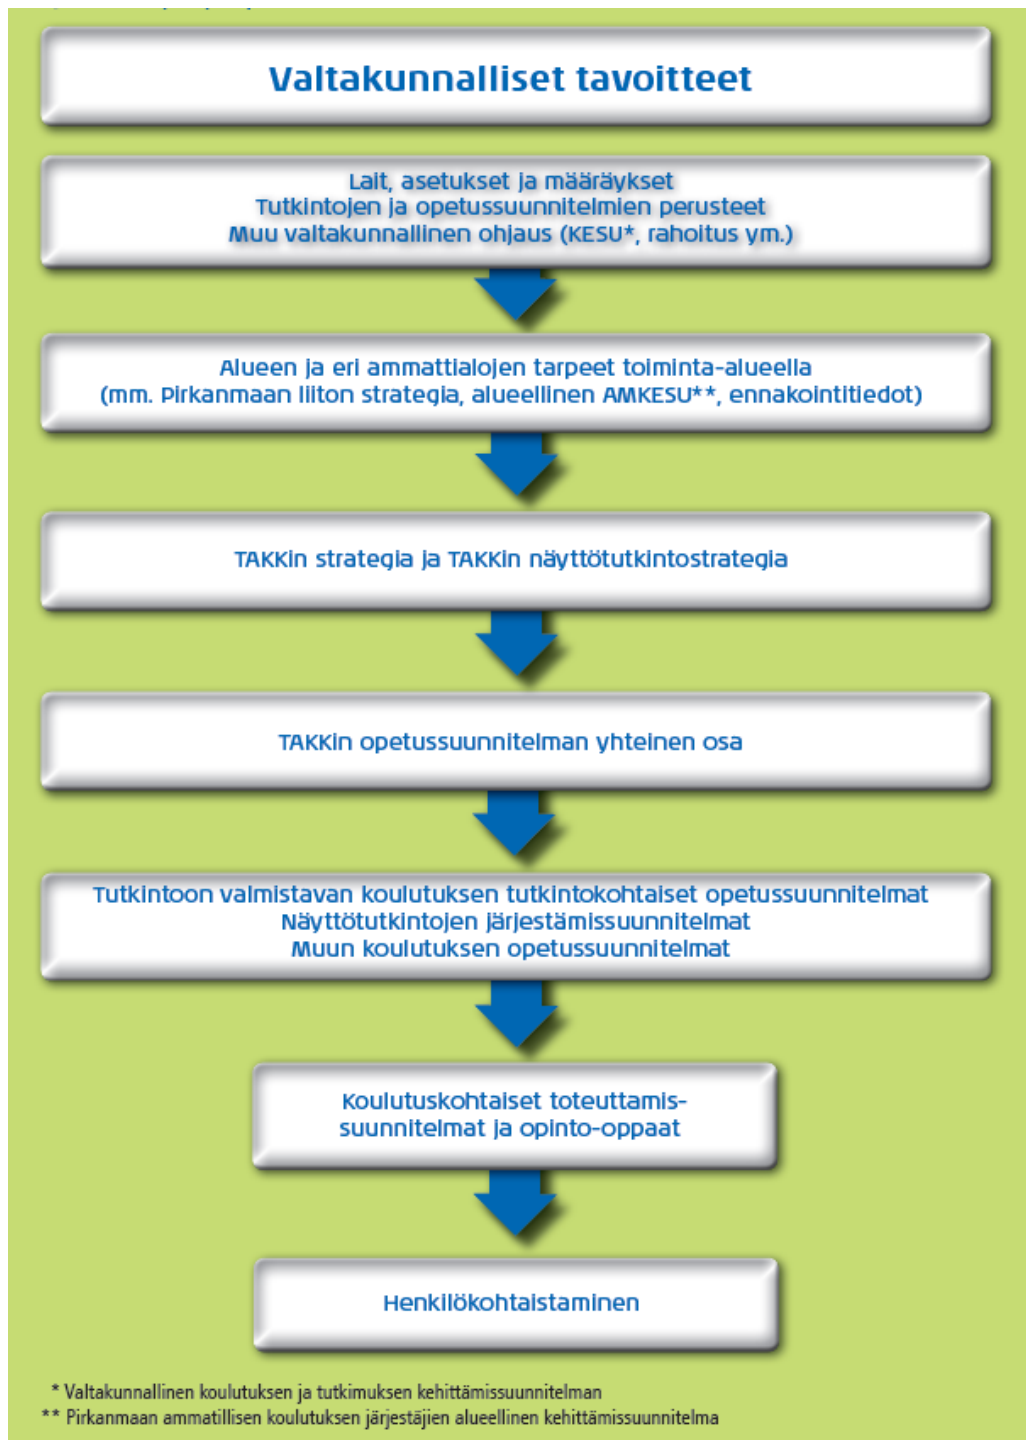 Valtakunnalliset tavoitteet
Lait, asetukset ja määräykset
Tutkintojen ja opetussuunnitelmien perusteet
Muu valtakunnallinen ohjaus (KESU*, rahoitus ym.)
Alueen ja eri ammattialojen tarpeet toiminta-alueella
(mm. Pirkanmaan liiton strategia, alueellinen AMKESU**, ennakointitiedot)
TAKKin strategia ja TAKKin näyttötutkintostrategia
TAKKin opetussuunnitelman yhteinen osa
Tutkintoon valmistavan koulutuksen tutkintokohtaiset opetussuunnitelmat
Näyttötutkintojen järjestämissuunnitelmat
Muun koulutuksen opetussuunnitelmat
Koulutuskohtaiset toteuttamis-
suunnitelmat ja opinto-oppaat
Henkilökohtaistaminen
* Valtakunnallinen koulutuksen ja tutkimuksen kehittämissuunnitelman
** Pirkanmaan ammatillisen koulutuksen järjestäjien alueellinen kehittämissuunnitelma